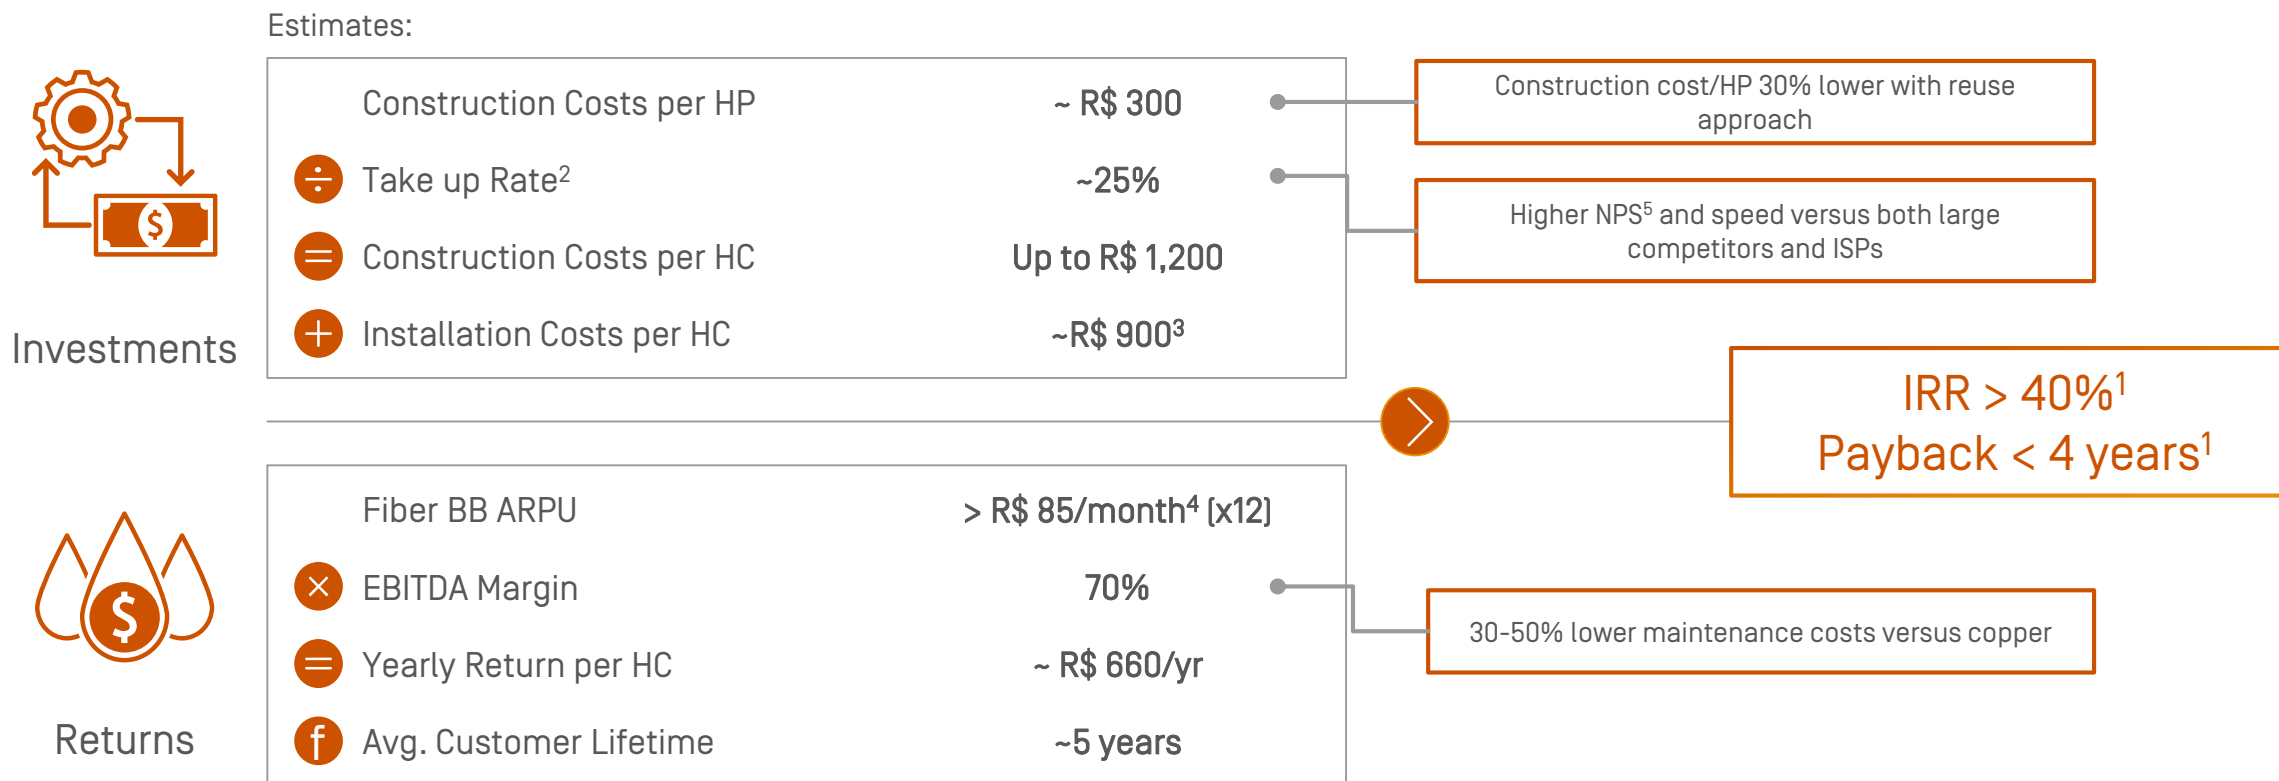 Estimates:
Construction Costs per HP ~ R$ 300
Construction cost/HP 30% lower with reuse
approach
÷ Take up Rate² ~25%
Higher NPS⁵ and speed versus both large
competitors and ISPs
= Construction Costs per HC Up to R$ 1,200
+ Installation Costs per HC ~R$ 900³
$
Investments
IRR > 40%¹
Payback < 4 years¹
Fiber BB ARPU > R$ 85/month⁴ (x12)
× EBITDA Margin 70%
30-50% lower maintenance costs versus copper
= Yearly Return per HC ~ R$ 660/yr
f Avg. Customer Lifetime ~5 years
$
Returns